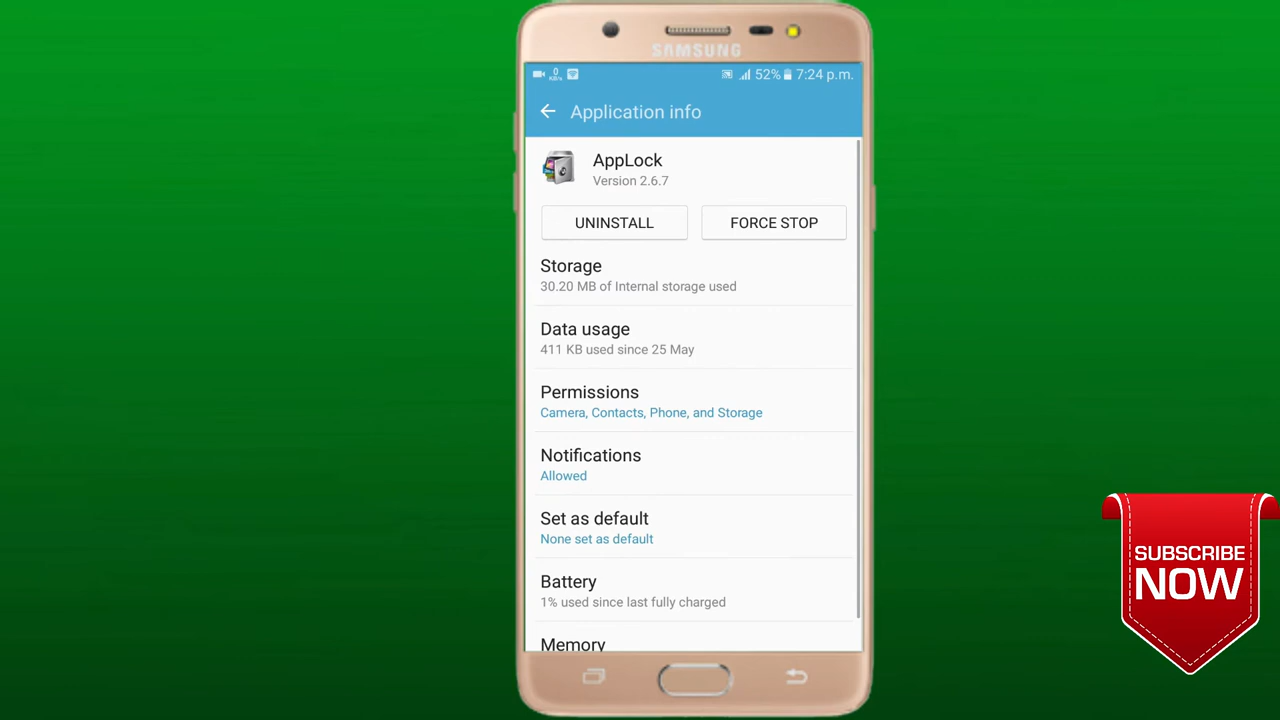 SAMSUNG
0
KB/s
52% 7:24 p.m.
Application info
AppLock
Version 2.6.7
UNINSTALL
FORCE STOP
Storage
30.20 MB of Internal storage used
Data usage
411 KB used since 25 May
Permissions
Camera, Contacts, Phone, and Storage
Notifications
Allowed
Set as default
None set as default
Battery
1% used since last fully charged
Memory
SUBSCRIBE
NOW